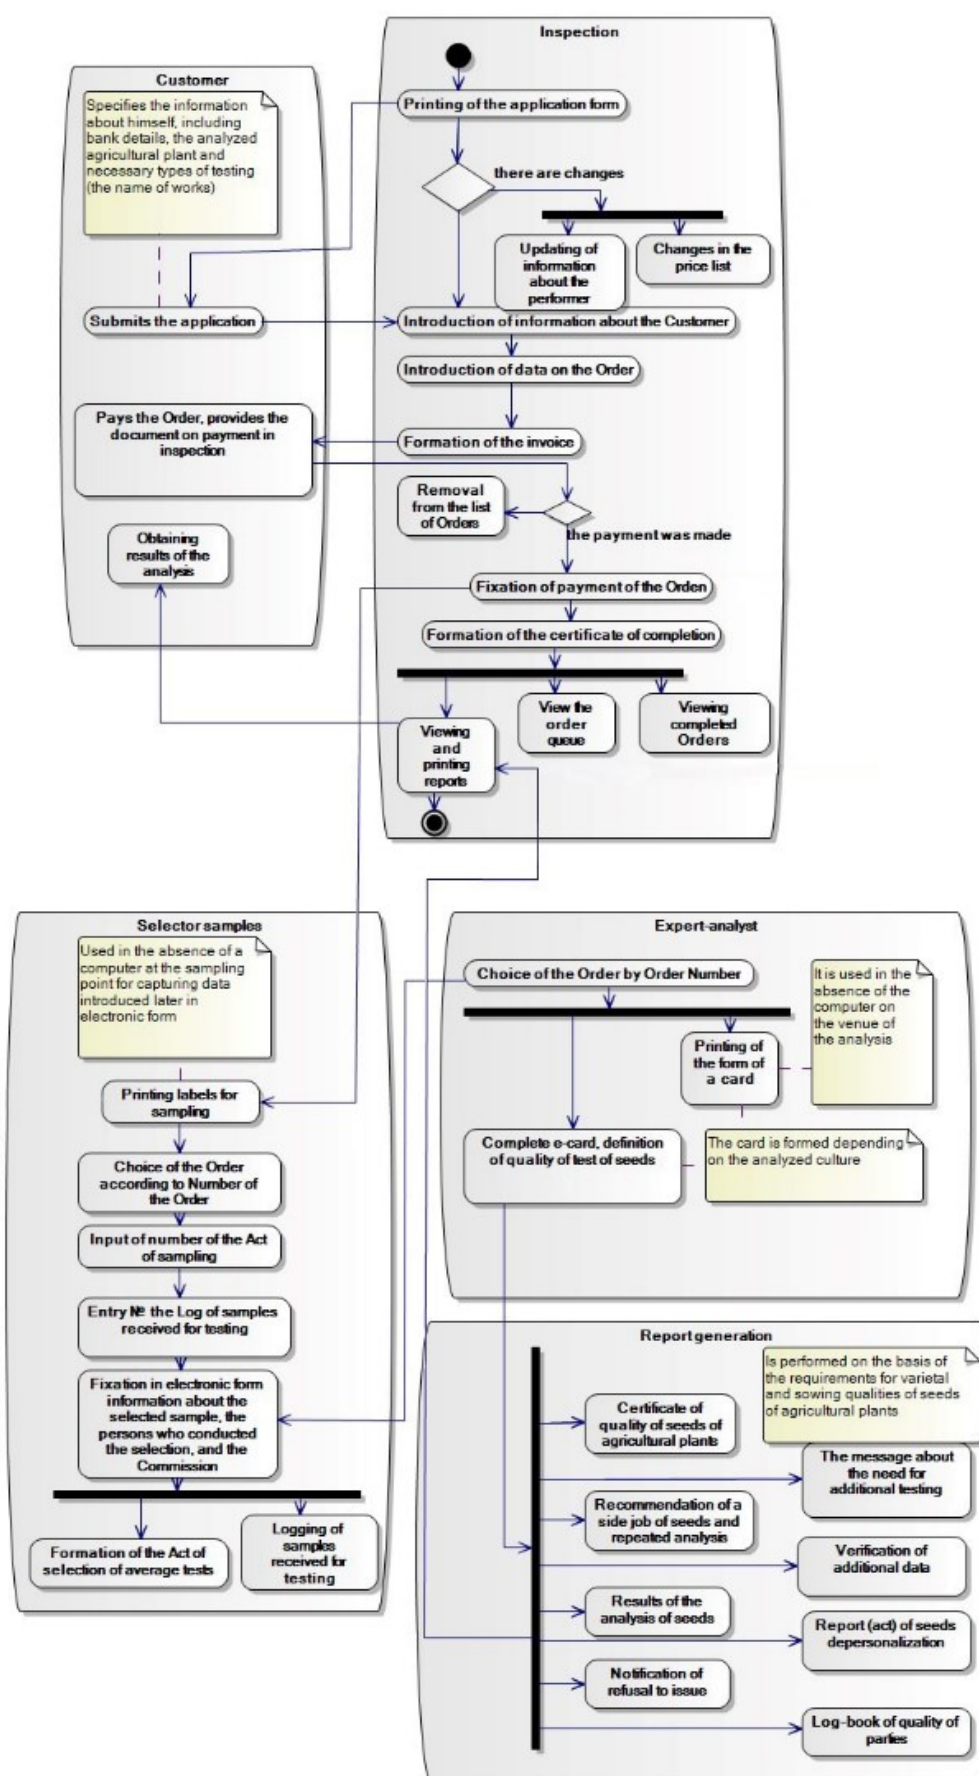 Inspection
Printing of the application form
there are changes
Updating of
information
about the
performer
Changes in the
price list
Introduction of information about the Customer
Introduction of data on the Order
Formation of the invoice
Removal
from the list
of Orders
the payment was made
Fixation of payment of the Orden
Formation of the certificate of completion
Viewing
and
printing
reports
View the
order
queue
Viewing
completed
Orders
Customer
Specifies the information
about himself, including
bank details, the analyzed
agricultural plant and
necessary types of testing
(the name of works)
Submits the application
Pays the Order, provides the
document on payment in
inspection
Obtaining
results of the
analysis
Selector samples
Used in the absence of a
computer at the sampling
point for capturing data
introduced later in
electronic form
Printing labels for
sampling
Choice of the Order
according to Number of
the Order
Input of number of the Act
of sampling
Entry № the Log of samples
received for testing
Fixation in electronic form
information about the
selected sample, the
persons who conducted
the selection, and the
Commission
Formation of the Act of
selection of average tests
Logging of
samples
received for
testing
Expert-analyst
Choice of the Order by Order Number
It is used in the
absence of the
computer on
the venue of
the analysis
Printing of
the form of
a card
Complete e-card, definition
of quality of test of seeds
The card is formed depending
on the analyzed culture
Report generation
Is performed on the basis of
the requirements for varietal
and sowing qualities of seeds
of agricultural plants
Certificate of
quality of seeds of
agricultural plants
The message about
the need for
additional testing
Recommendation of a
side job of seeds and
repeated analysis
Verification of
additional data
Results of the
analysis of seeds
Report (act) of seeds
depersonalization
Notification of
refusal to issue
Log-book of quality of
parties